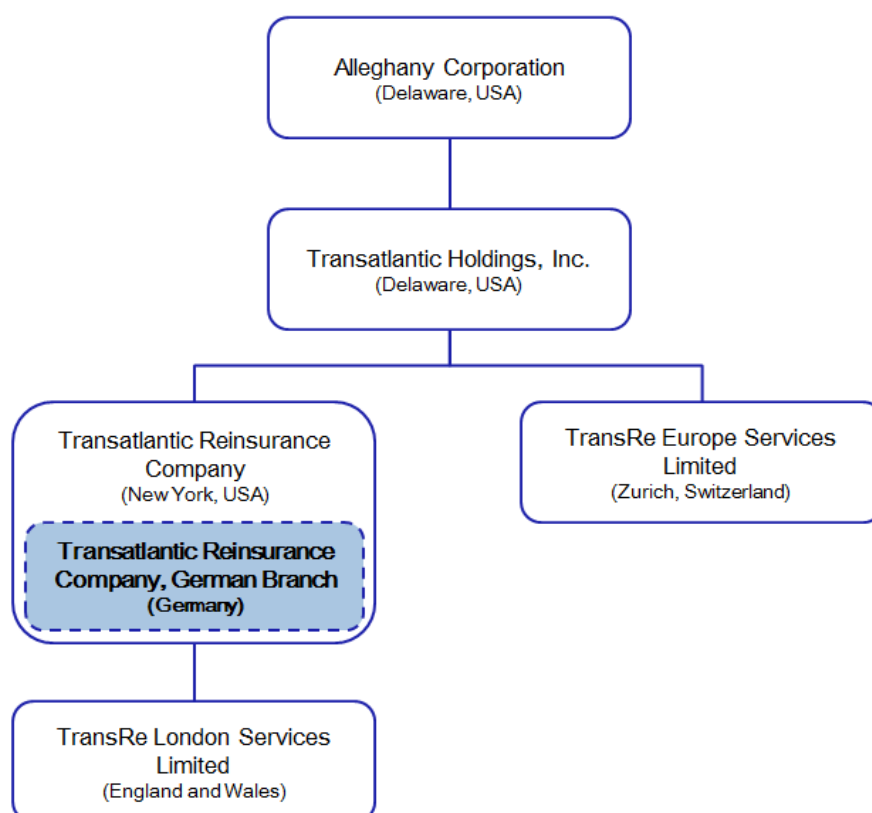 Alleghany Corporation
(Delaware, USA)
Transatlantic Holdings, Inc.
(Delaware, USA)
Transatlantic Reinsurance
Company
(New York, USA)
Transatlantic Reinsurance
Company, German Branch
(Germany)
TransRe Europe Services
Limited
(Zurich, Switzerland)
TransRe London Services
Limited
(England and Wales)